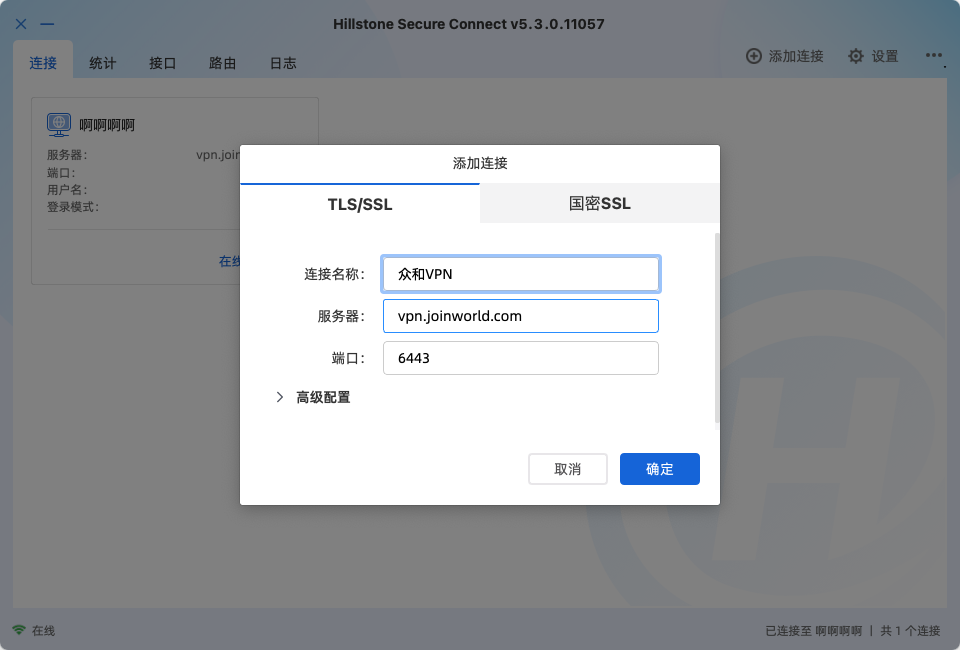 Hillstone Secure Connect v5.3.0.11057
连接 统计 接口 路由 日志 添加连接 设置
啊啊啊啊
服务器: vpn.join
端口:
用户名:
登录模式:
在线
添加连接
TLS/SSL 国密SSL
连接名称: 众和VPN
服务器: vpn.joinworld.com
端口: 6443
高级配置
取消 确定
在线 已连接至 啊啊啊啊 | 共 1 个连接